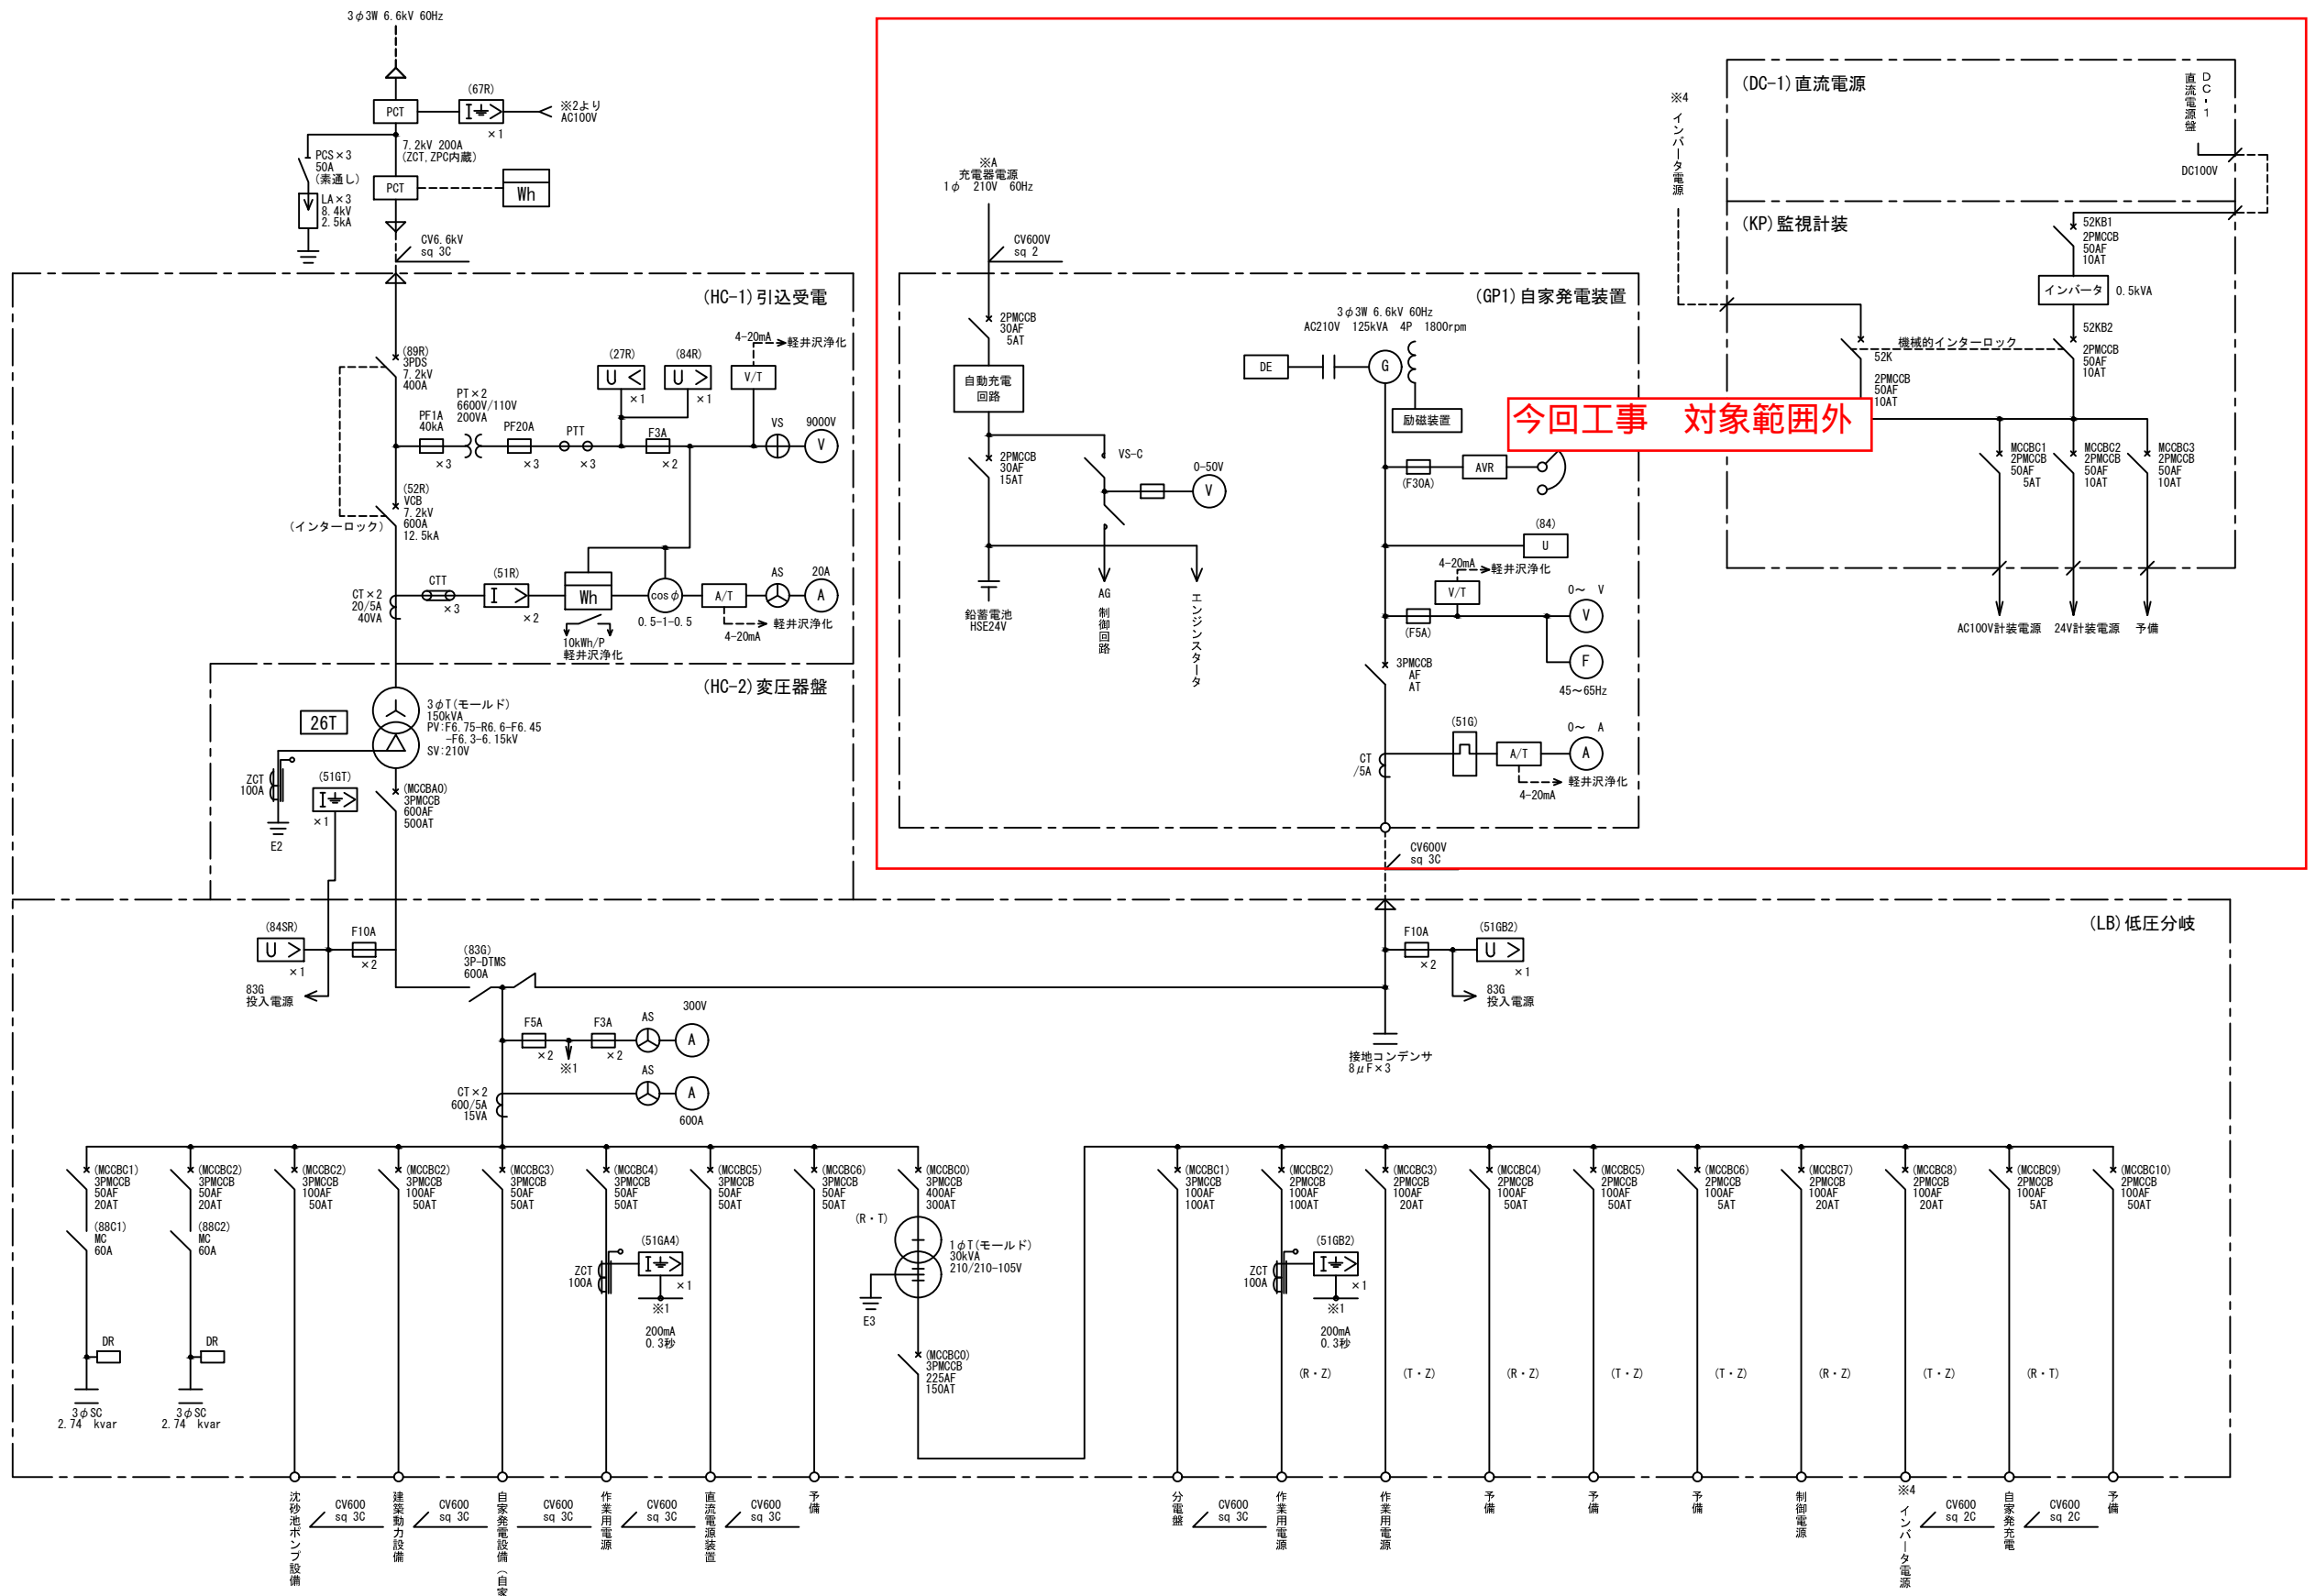 3φ3W 6.6kV 60Hz
PCT
(67R)
I
×1
※2より
AC100V
7.2kV 200A
(ZCT,ZPC内蔵)
PCS×3
50A
(素通し)
PCT
Wh
LA×3
8.4kV
2.5kA
CV6.6kV
sq 3C
(HC-1)引込受電
(89R)
3PDS
7.2kV
400A
PT×2
6600V/110V
200VA
PF1A
40kA
×3
PF20A
×3
PTT
×3
(27R)
U <
×1
(84R)
U >
×1
F3A
×2
4-20mA
軽井沢浄化
V/T
VS
9000V
V
(52R)
VCB
7.2kV
600A
12.5kA
(インターロック)
CT×2
20/5A
40VA
CTT
×3
(51R)
I >
×2
Wh
10kWh/P
軽井沢浄化
cosφ
0.5-1-0.5
A/T
4-20mA
軽井沢浄化
AS
20A
A
(HC-2)変圧器盤
26T
3φT(モールド)
150kVA
PV:F6.75-R6.6-F6.45
-F6.3-6.15kV
SV:210V
ZCT
100A
E2
(51GT)
I
×1
(MCCBA0)
3PMCCB
600AF
500AT
※A
充電器電源
1φ 210V 60Hz
CV600V
sq 2
(GP1)自家発電装置
2PMCCB
30AF
5AT
自動充電
回路
2PMCCB
30AF
15AT
VS-C
0-50V
V
鉛蓄電池
HSE24V
AG
制御回路
エンジンスタータ
3φ3W 6.6kV 60Hz
AC210V 125kVA 4P 1800rpm
DE
G
励磁装置
今回工事 対象範囲外
(F30A)
AVR
(84)
U
4-20mA
軽井沢浄化
V/T
(F5A)
0～ V
V
F
45～65Hz
3PMCCB
AF
AT
CT
/5A
(51G)
A/T
4-20mA
軽井沢浄化
0～ A
A
CV600V
sq 3C
※4
インバータ電源
(DC-1)直流電源
DC-1
直流電源盤
DC100V
(KP)監視計装
52KB1
2PMCCB
50AF
10AT
インバータ
0.5kVA
52KB2
2PMCCB
50AF
10AT
機械的インターロック
52K
2PMCCB
50AF
10AT
MCCBC1
2PMCCB
50AF
5AT
MCCBC2
2PMCCB
50AF
10AT
MCCBC3
2PMCCB
50AF
10AT
AC100V計装電源
24V計装電源
予備
(LB)低圧分岐
(84SR)
U >
×1
F10A
×2
83G
投入電源
(83G)
3P-DTMS
600A
F10A
×2
(51GB2)
U >
×1
83G
投入電源
接地コンデンサ
8μF×3
F5A
×2
※1
F3A
×2
AS
300V
A
CT×2
600/5A
15VA
AS
A
600A
(MCCBC1)
3PMCCB
50AF
20AT
(88C1)
MC
60A
DR
3φSC
2.74 kvar
(MCCBC2)
3PMCCB
50AF
20AT
(88C2)
MC
60A
DR
3φSC
2.74 kvar
(MCCBC2)
3PMCCB
100AF
50AT
(MCCBC2)
3PMCCB
100AF
50AT
(MCCBC3)
3PMCCB
50AF
50AT
(MCCBC4)
3PMCCB
50AF
50AT
ZCT
100A
(51GA4)
I
×1
※1
200mA
0.3秒
(MCCBC5)
3PMCCB
50AF
50AT
(MCCBC6)
3PMCCB
50AF
50AT
(MCCBC0)
3PMCCB
400AF
300AT
(R・T)
1φT(モールド)
30kVA
210/210-105V
E3
(MCCBC0)
3PMCCB
225AF
150AT
(MCCBC1)
3PMCCB
100AF
100AT
(MCCBC2)
2PMCCB
100AF
100AT
ZCT
100A
(51GB2)
I
×1
※1
200mA
0.3秒
(R・Z)
(MCCBC3)
2PMCCB
100AF
20AT
(T・Z)
(MCCBC4)
2PMCCB
100AF
50AT
(R・Z)
(MCCBC5)
2PMCCB
100AF
50AT
(T・Z)
(MCCBC6)
2PMCCB
100AF
5AT
(T・Z)
(MCCBC7)
2PMCCB
100AF
20AT
(R・Z)
(MCCBC8)
2PMCCB
100AF
20AT
(T・Z)
(MCCBC9)
2PMCCB
100AF
5AT
(R・T)
(MCCBC10)
2PMCCB
100AF
50AT
沈砂池ポンプ設備
CV600
sq 3C
建築動力設備
CV600
sq 3C
自家発電設備(自家
CV600
sq 3C
作業用電源
CV600
sq 3C
直流電源装置
CV600
sq 3C
予備
分電盤
CV600
sq 3C
作業用電源
作業用電源
予備
予備
予備
制御電源
※4
インバータ電源
CV600
sq 2C
自家発充電
CV600
sq 2C
予備